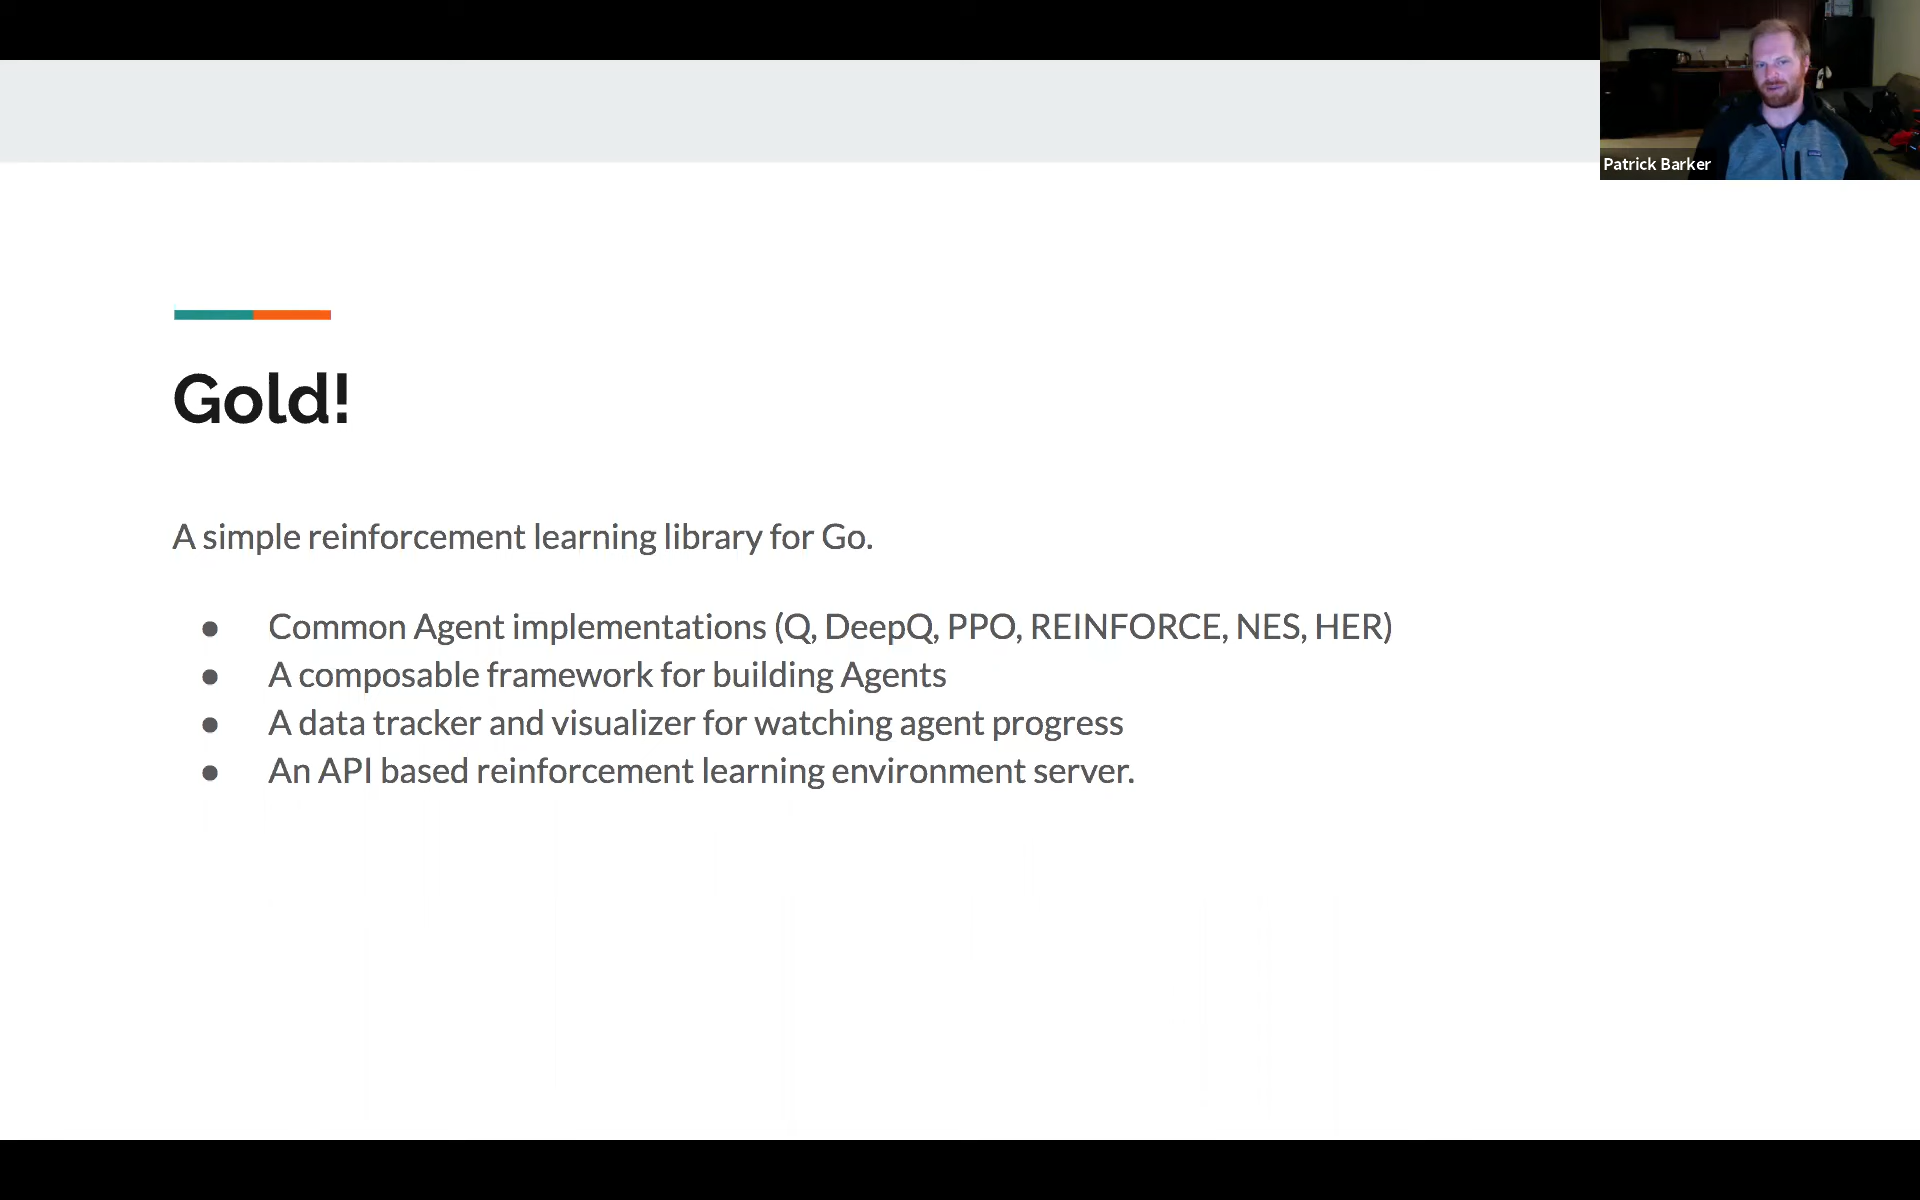 Patrick Barker
Gold!
A simple reinforcement learning library for Go.
● Common Agent implementations (Q, DeepQ, PPO, REINFORCE, NES, HER)
● A composable framework for building Agents
● A data tracker and visualizer for watching agent progress
● An API based reinforcement learning environment server.